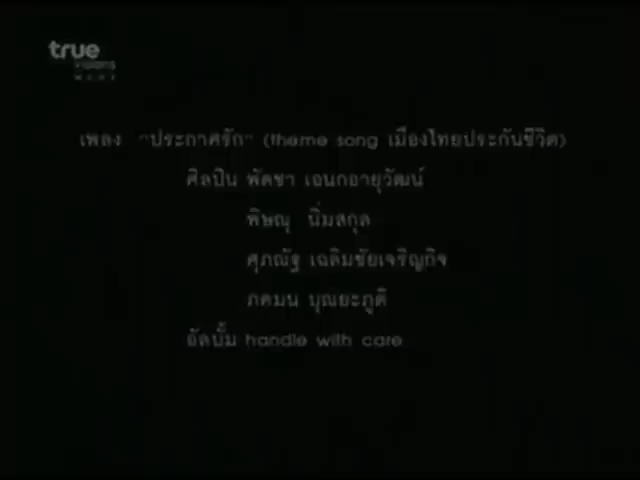 true
visions
เพลง "ประกาศรัก" (theme song เมืองไทยประกันชีวิต)
ศิลปิน พัดชา เอนกอายุวัฒน์
พิษณุ นิ่มสกุล
ศุภณัฐ เฉลิมชัยเจริญกิจ
ภคมน บุณยะภูติ
อัลบั้ม handle with care